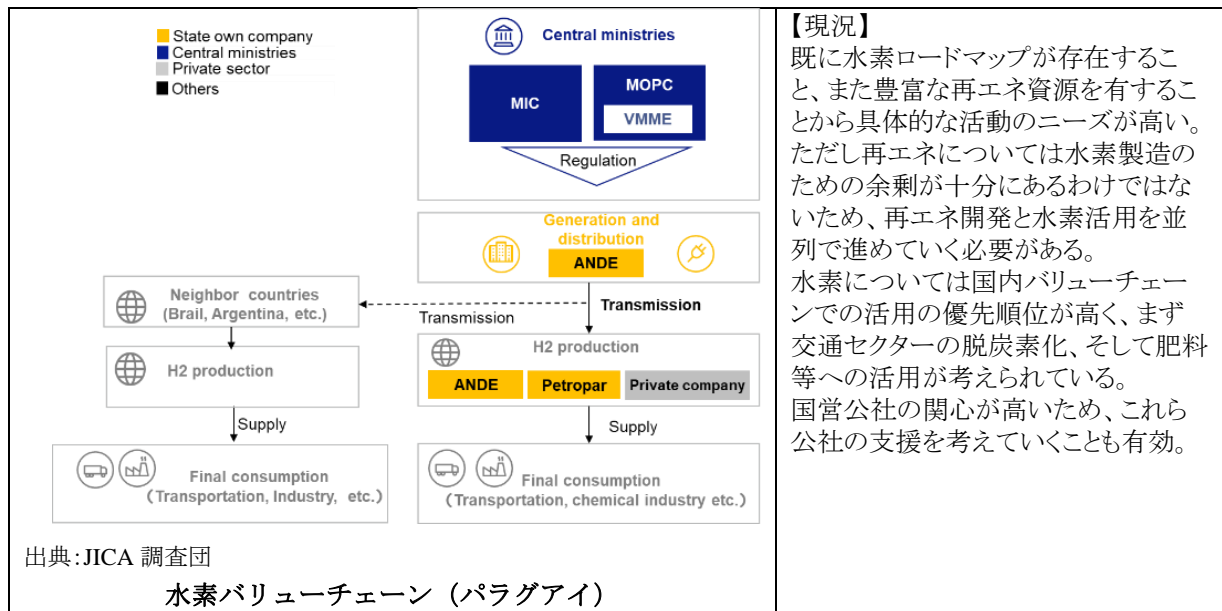 State own company
Central ministries
Private sector
Others
Central ministries
MIC
MOPC
VMME
Regulation
Generation and
distribution
ANDE
Neighbor countries
(Brail, Argentina, etc.)
Transmission
Transmission
H2 production
H2 production
ANDE
Petropar
Private company
Supply
Supply
Final consumption
（Transportation, Industry, etc.）
Final consumption
（Transportation, chemical industry etc.）
出典：JICA 調査団
水素バリューチェーン（パラグアイ）
【現況】
既に水素ロードマップが存在するこ
と、また豊富な再エネ資源を有するこ
とから具体的な活動のニーズが高い。
ただし再エネについては水素製造の
ための余剰が十分にあるわけではな
いため、再エネ開発と水素活用を並
列で進めていく必要がある。
水素については国内バリューチェー
ンでの活用の優先順位が高く、まず
交通セクターの脱炭素化、そして肥料
等への活用が考えられている。
国営公社の関心が高いため、これら
公社の支援を考えていくことも有効。